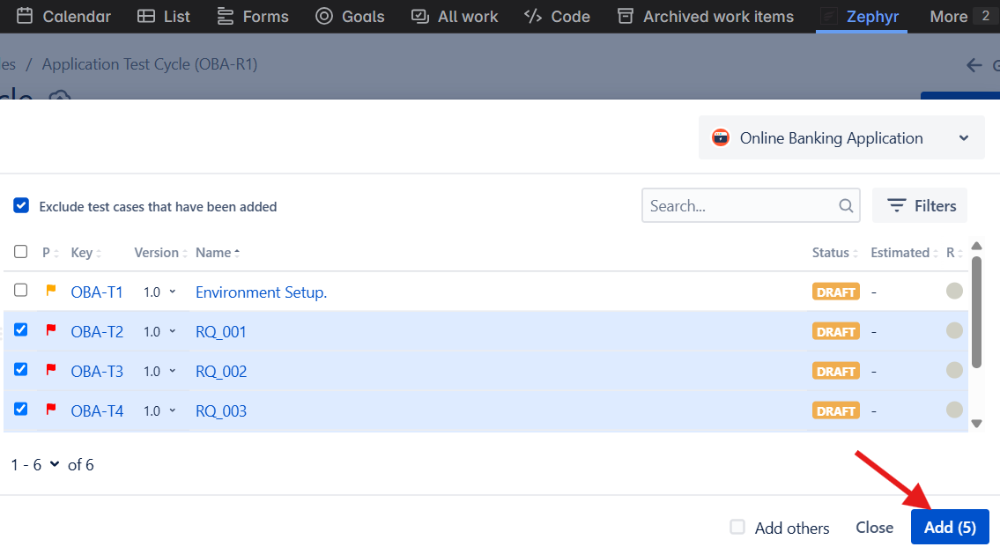 Calendar List Forms Goals All work Code Archived work items Zephyr More 2
es / Application Test Cycle (OBA-R1)
cle
Online Banking Application
Exclude test cases that have been added Search... Filters
P Key Version Name Status Estimated R
OBA-T1 1.0 Environment Setup. DRAFT -
OBA-T2 1.0 RQ_001 DRAFT -
OBA-T3 1.0 RQ_002 DRAFT -
OBA-T4 1.0 RQ_003 DRAFT -
1 - 6 of 6
Add others Close Add (5)